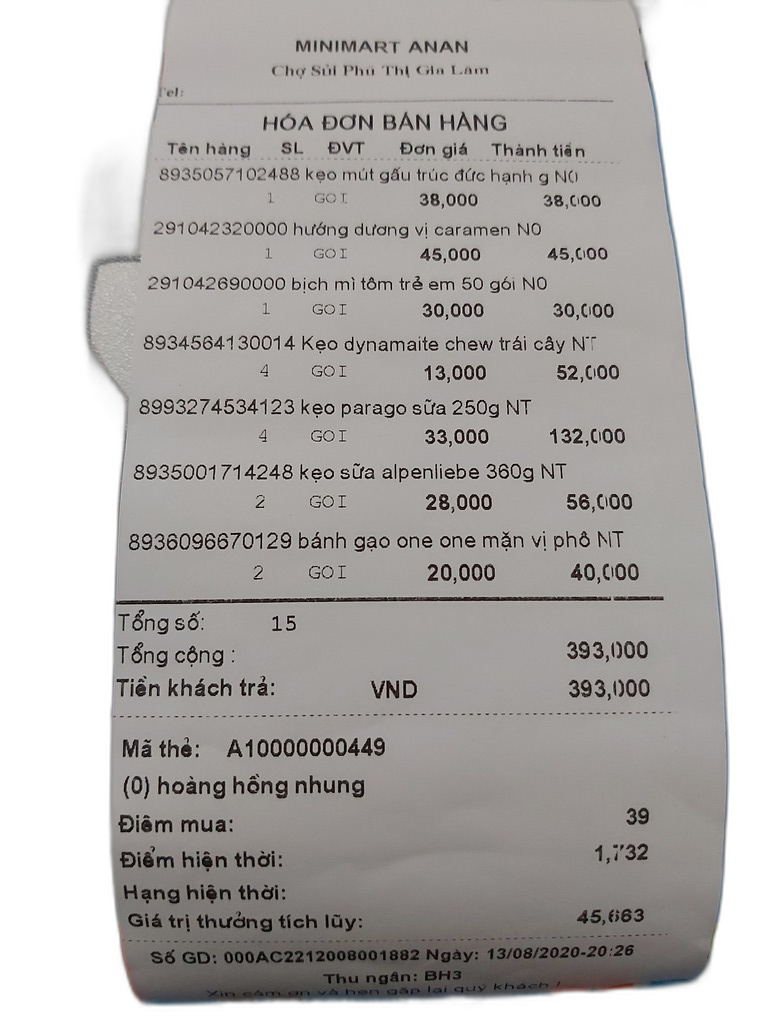 MINIMART ANAN
Chợ Sủi Phú Thị Gia Lâm
Tel:
HÓA ĐƠN BÁN HÀNG
Tên hàng SL ĐVT Đơn giá Thành tiền
8935057102488 kẹo mút gấu trúc đức hạnh g N0
1 GOI 38,000 38,000
291042320000 hướng dương vị caramen N0
1 GOI 45,000 45,000
291042690000 bịch mì tôm trẻ em 50 gói N0
1 GOI 30,000 30,000
8934564130014 Kẹo dynamaite chew trái cây NT
4 GOI 13,000 52,000
8993274534123 kẹo parago sữa 250g NT
4 GOI 33,000 132,000
8935001714248 kẹo sữa alpenliebe 360g NT
2 GOI 28,000 56,000
8936096670129 bánh gạo one one mặn vị phô NT
2 GOI 20,000 40,000
Tổng số: 15
Tổng cộng : 393,000
Tiền khách trả: VND 393,000
Mã thẻ: A10000000449
(0) hoàng hồng nhung
Điêm mua: 39
Điểm hiện thời: 1,732
Hạng hiện thời:
Giá trị thưởng tích lũy: 45,663
Số GD: 000AC2212008001882 Ngày: 13/08/2020-20:26
Thu ngân: BH3
Xin cám ơn và hẹn gặp lại quý khách !